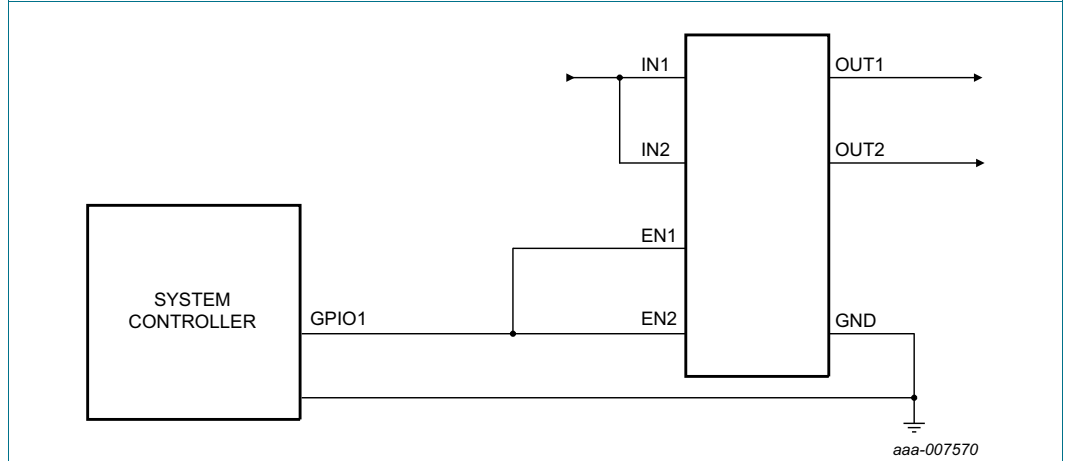 IN1
OUT1
IN2
OUT2
EN1
SYSTEM
CONTROLLER
GPIO1
EN2
GND
aaa-007570